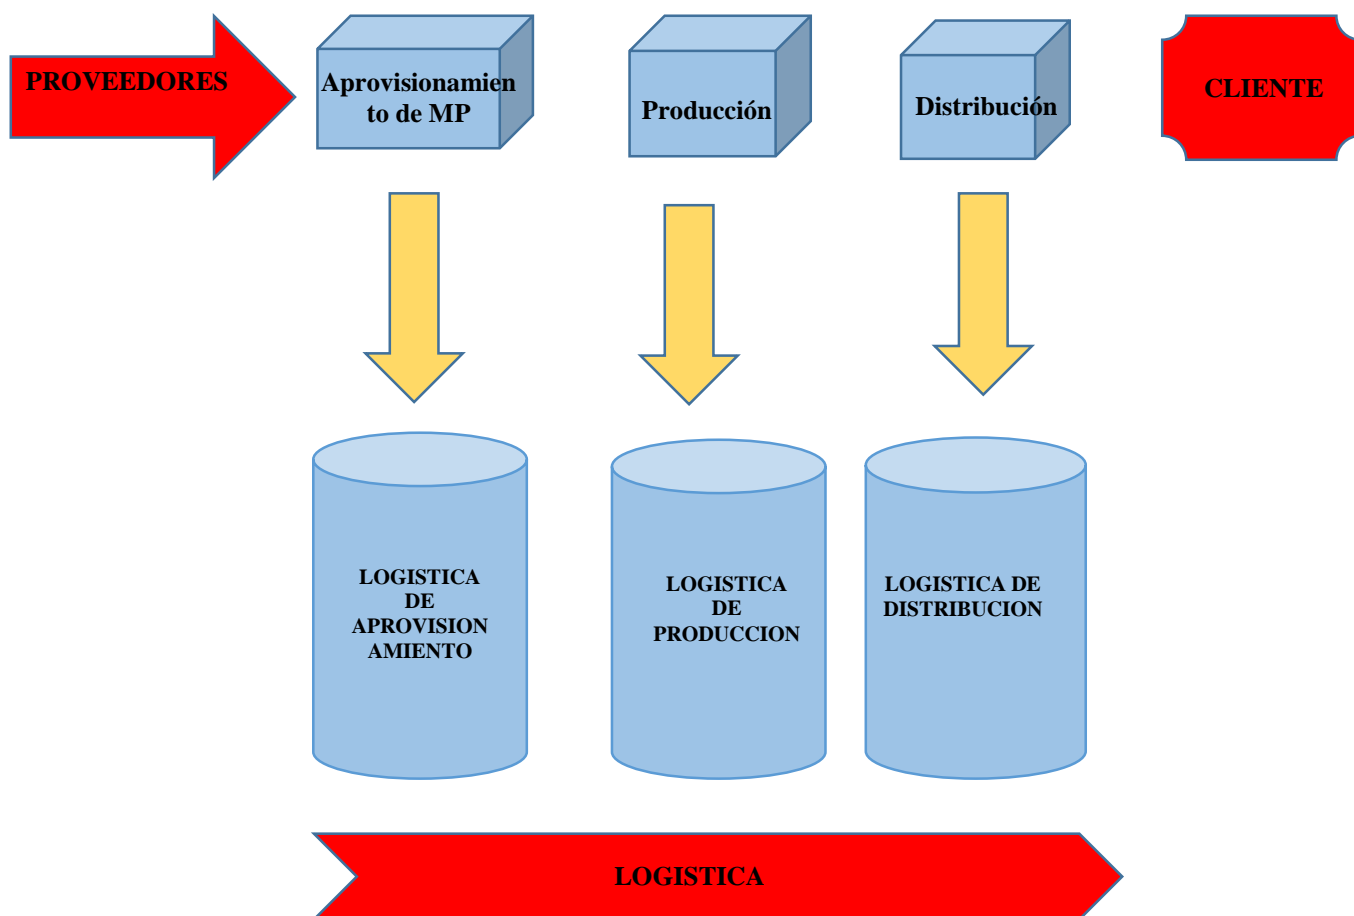 PROVEEDORES
Aprovisionamien
to de MP
Producción
Distribución
CLIENTE
LOGISTICA
DE
APROVISION
AMIENTO
LOGISTICA
DE
PRODUCCION
LOGISTICA DE
DISTRIBUCION
LOGISTICA